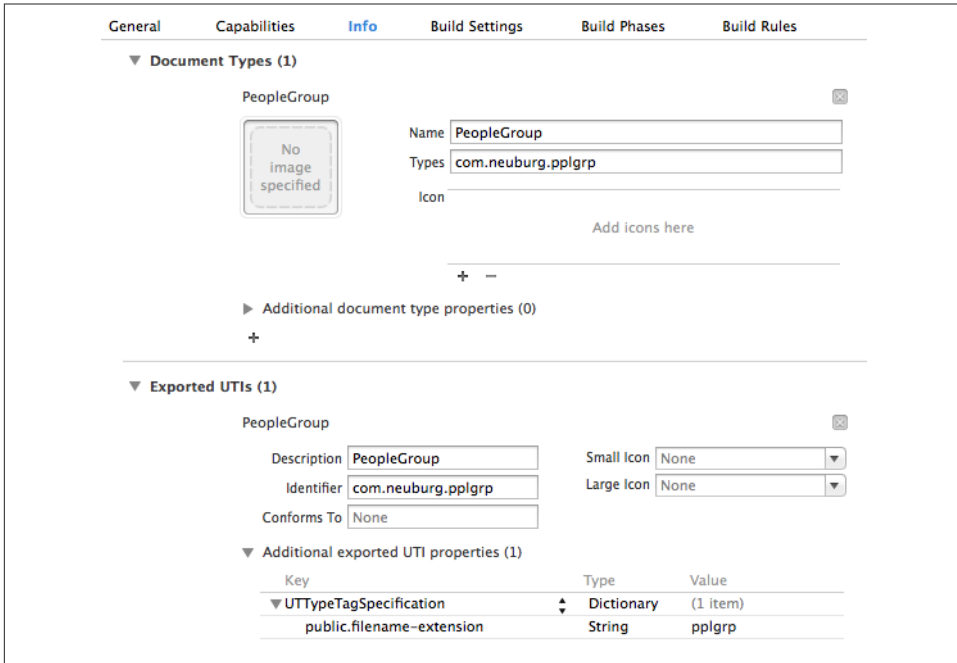 General Capabilities Info Build Settings Build Phases Build Rules
Document Types (1)
PeopleGroup
No
image
specified
Name PeopleGroup
Types com.neuburg.pplgrp
Icon
Add icons here
Additional document type properties (0)
Exported UTIs (1)
PeopleGroup
Description PeopleGroup
Small Icon None
Identifier com.neuburg.pplgrp
Large Icon None
Conforms To None
Additional exported UTI properties (1)
Key Type Value
UTTypeTagSpecification Dictionary (1 item)
public.filename-extension String pplgrp